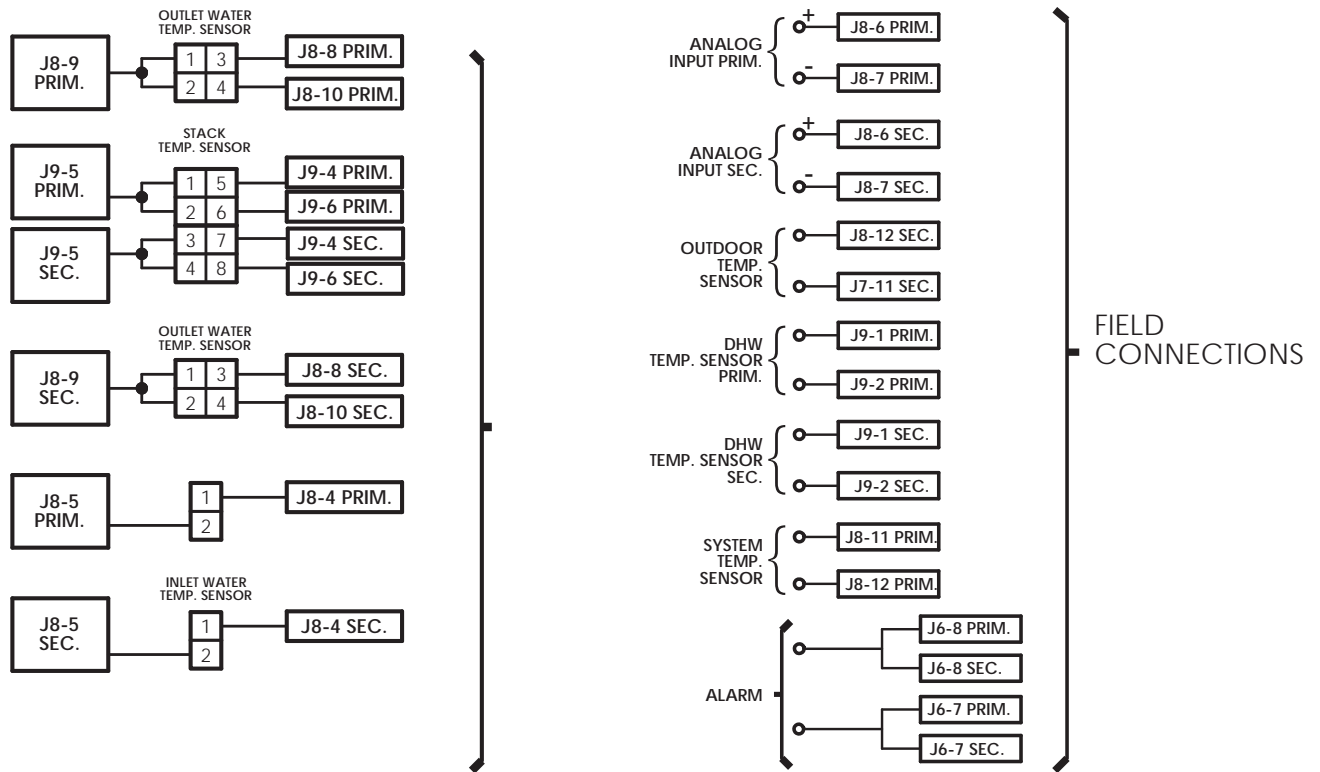 OUTLET WATER
TEMP. SENSOR
J8-9
PRIM.
1 3
2 4
J8-8 PRIM.
J8-10 PRIM.
STACK
TEMP. SENSOR
J9-5
PRIM.
J9-5
SEC.
1 5
2 6
3 7
4 8
J9-4 PRIM.
J9-6 PRIM.
J9-4 SEC.
J9-6 SEC.
OUTLET WATER
TEMP. SENSOR
J8-9
SEC.
1 3
2 4
J8-8 SEC.
J8-10 SEC.
J8-5
PRIM.
1
2
J8-4 PRIM.
INLET WATER
TEMP. SENSOR
J8-5
SEC.
1
2
J8-4 SEC.
ANALOG
INPUT PRIM.
+
-
J8-6 PRIM.
J8-7 PRIM.
ANALOG
INPUT SEC.
+
-
J8-6 SEC.
J8-7 SEC.
OUTDOOR
TEMP.
SENSOR
J8-12 SEC.
J7-11 SEC.
DHW
TEMP. SENSOR
PRIM.
J9-1 PRIM.
J9-2 PRIM.
DHW
TEMP. SENSOR
SEC.
J9-1 SEC.
J9-2 SEC.
SYSTEM
TEMP.
SENSOR
J8-11 PRIM.
J8-12 PRIM.
ALARM
J6-8 PRIM.
J6-8 SEC.
J6-7 PRIM.
J6-7 SEC.
FIELD
CONNECTIONS